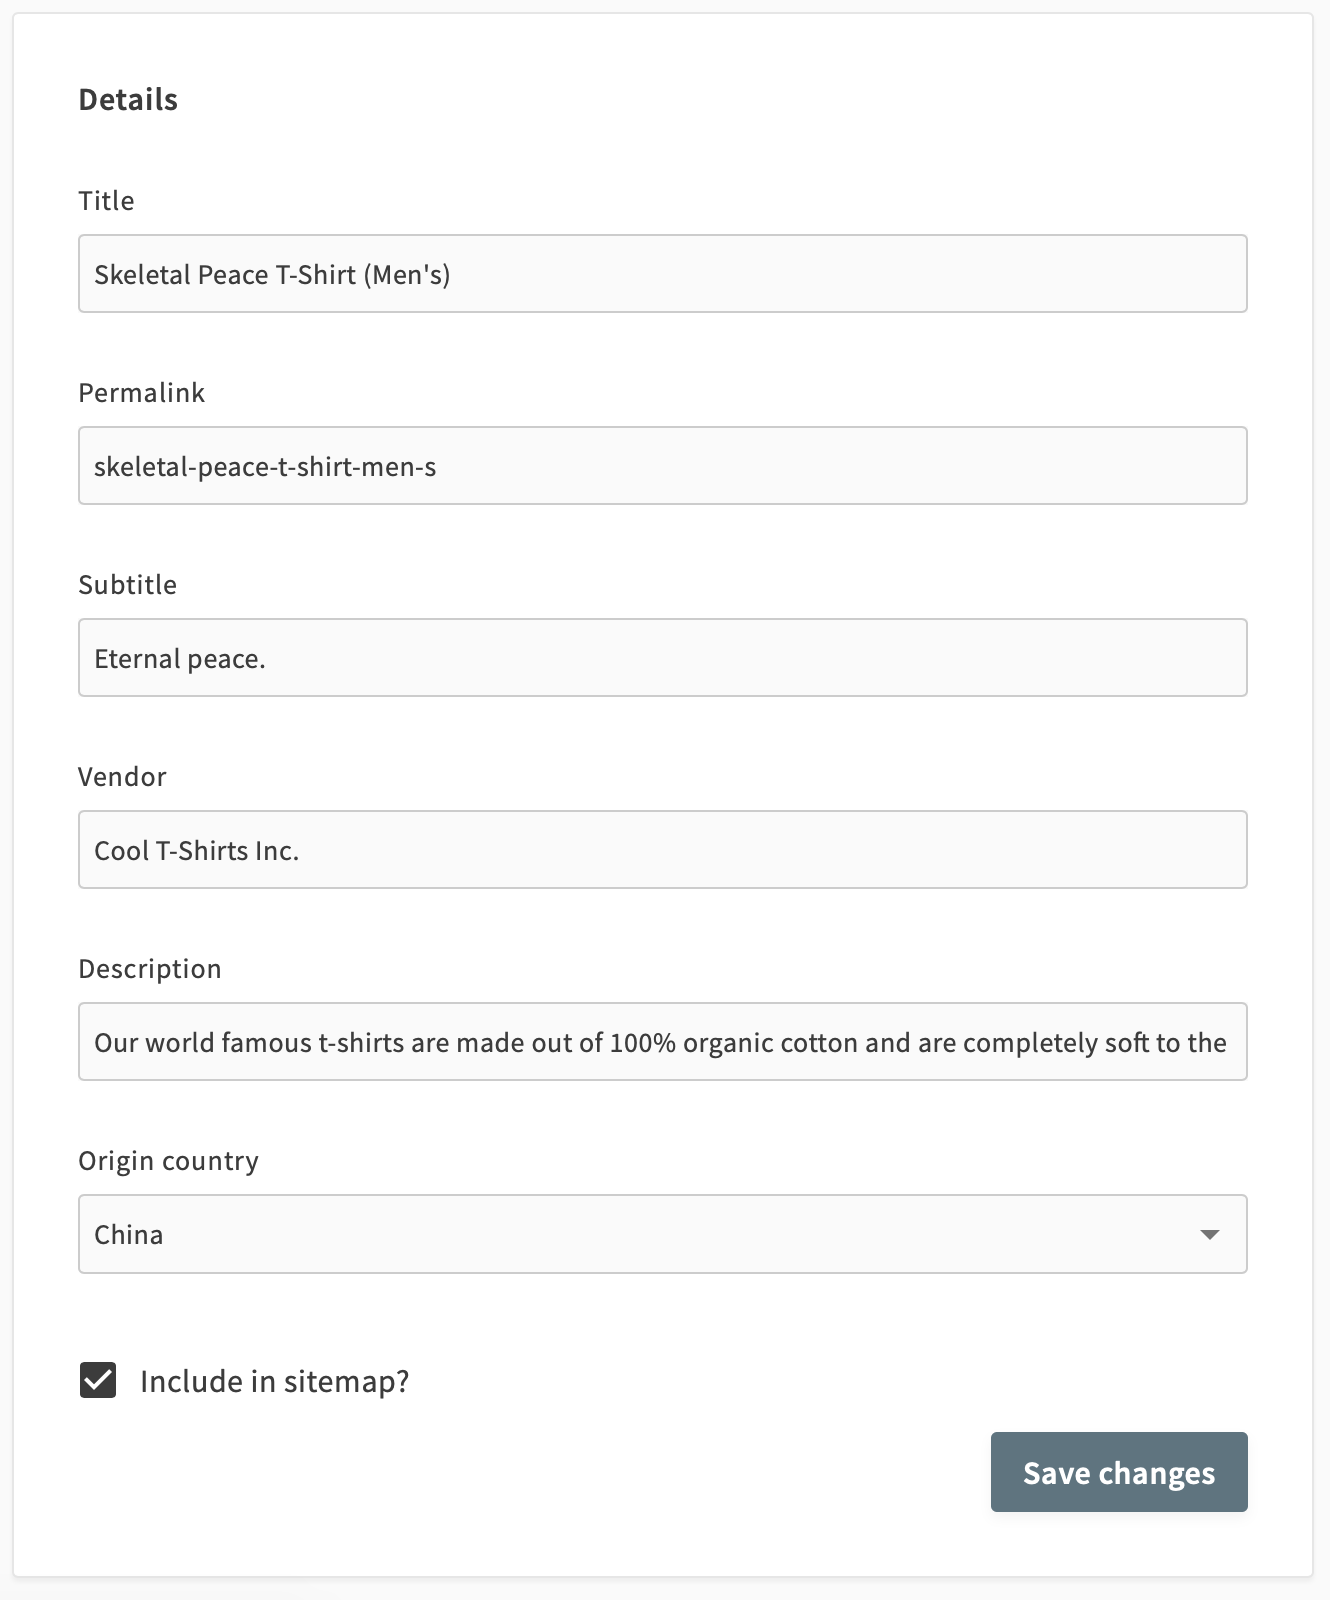 Details
Title
Skeletal Peace T-Shirt (Men's)
Permalink
skeletal-peace-t-shirt-men-s
Subtitle
Eternal peace.
Vendor
Cool T-Shirts Inc.
Description
Our world famous t-shirts are made out of 100% organic cotton and are completely soft to the
Origin country
China
Include in sitemap?
Save changes